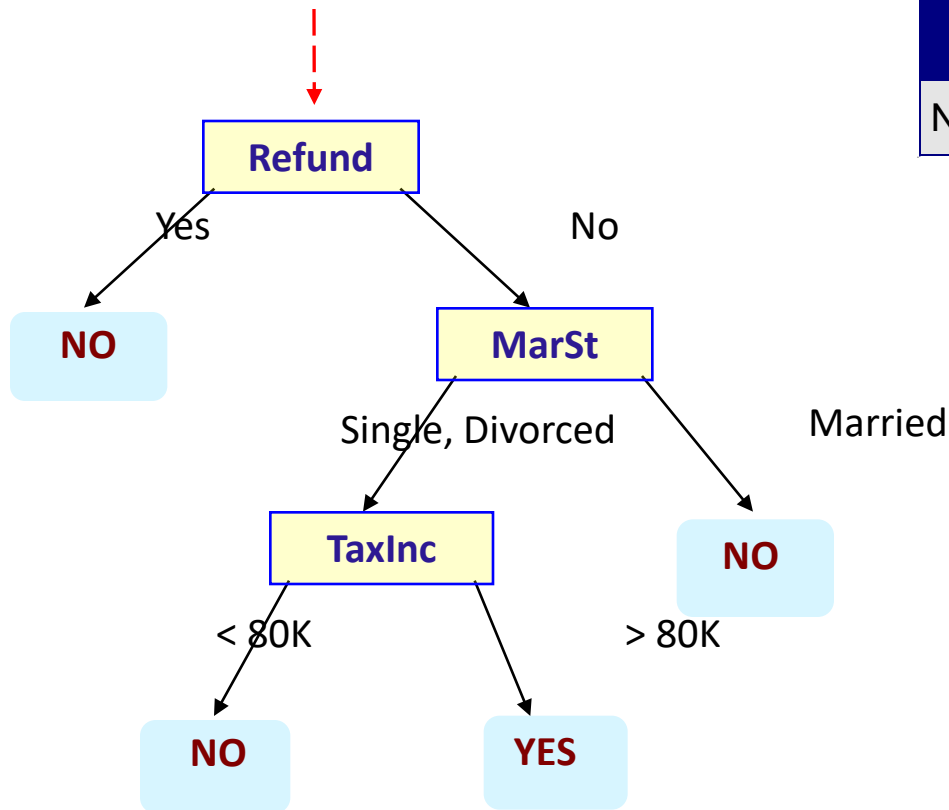 Refund
Yes
No
NO
MarSt
Single, Divorced
Married
TaxInc
NO
< 80K
> 80K
NO
YES